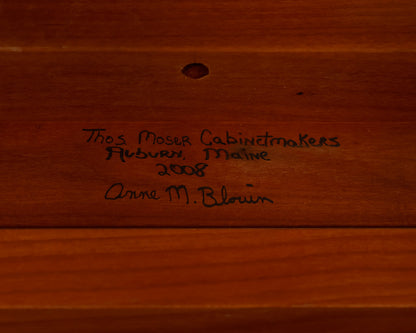 Thos Moser Cabinetmakers
Auburn, Maine
2008
Anne M. Blouin